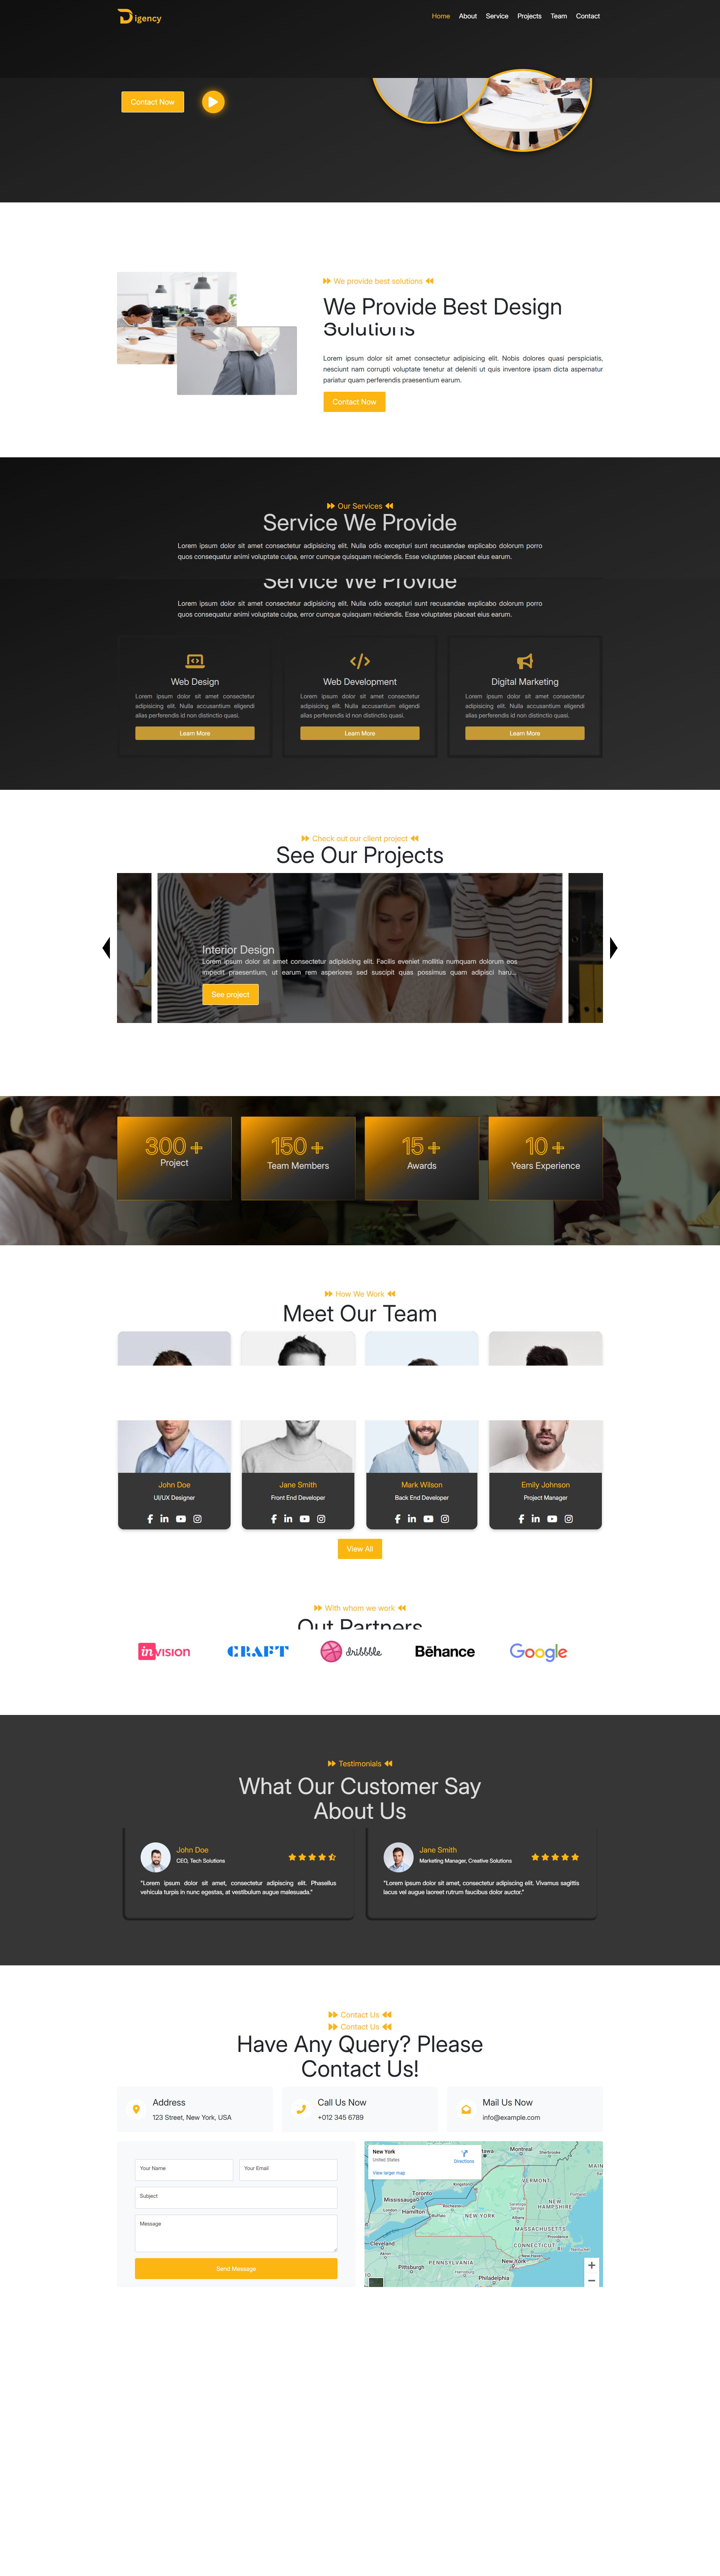 Digency
Home About Service Projects Team Contact
Contact Now
We provide best solutions
We Provide Best Design
Solutions
Lorem ipsum dolor sit amet consectetur adipisicing elit. Nobis dolores quasi perspiciatis,
nesciunt nam corrupti voluptate tenetur at deleniti ut quis inventore ipsam dicta aspernatur
pariatur quam perferendis praesentium earum.
Contact Now
Our Services
Service We Provide
Lorem ipsum dolor sit amet consectetur adipisicing elit. Nulla odio excepturi sunt recusandae explicabo dolorum porro
quos consequatur animi voluptate culpa, error cumque quisquam reiciendis. Esse voluptates placeat eius earum.
Service We Provide
Lorem ipsum dolor sit amet consectetur adipisicing elit. Nulla odio excepturi sunt recusandae explicabo dolorum porro
quos consequatur animi voluptate culpa, error cumque quisquam reiciendis. Esse voluptates placeat eius earum.
Web Design
Lorem ipsum dolor sit amet consectetur
adipisicing elit. Nulla accusantium eligendi
alias perferendis id non distinctio quasi.
Learn More
Web Development
Lorem ipsum dolor sit amet consectetur
adipisicing elit. Nulla accusantium eligendi
alias perferendis id non distinctio quasi.
Learn More
Digital Marketing
Lorem ipsum dolor sit amet consectetur
adipisicing elit. Nulla accusantium eligendi
alias perferendis id non distinctio quasi.
Learn More
Check out our client project
See Our Projects
Interior Design
Lorem ipsum dolor sit amet consectetur adipisicing elit. Facilis eveniet mollitia numquam dolorum eos
impedit praesentium, ut earum rem asperiores sed suscipit quas possimus quam adipisci haru...
See project
300 +
Project
150 +
Team Members
15 +
Awards
10 +
Years Experience
How We Work
Meet Our Team
John Doe
UI/UX Designer
Jane Smith
Front End Developer
Mark Wilson
Back End Developer
Emily Johnson
Project Manager
View All
With whom we work
Out Partners
invision CRAFT dribbble Bēhance Google
Testimonials
What Our Customer Say
About Us
John Doe
CEO, Tech Solutions
"Lorem ipsum dolor sit amet, consectetur adipiscing elit. Phasellus
vehicula turpis in nunc egestas, at vestibulum augue malesuada."
Jane Smith
Marketing Manager, Creative Solutions
"Lorem ipsum dolor sit amet, consectetur adipiscing elit. Vivamus sagittis
lacus vel augue laoreet rutrum faucibus dolor auctor."
Contact Us
Contact Us
Have Any Query? Please
Contact Us!
Address
123 Street, New York, USA
Call Us Now
+012 345 6789
Mail Us Now
info@example.com
Your Name
Your Email
Subject
Message
Send Message
New York
United States
Directions
View larger map
Ottawa
Montreal
Sherbrooke
Kingston
VERMONT
MAIN
Toronto
Mississauga
Rochester
London
Hamilton
Buffalo
NEW YORK
Saratoga
Springs
NEW
HAMPSHIRE
Albany
MASSACHUSETTS
Providence
CONNECTICUT
New Haven
Cleveland
PENNSYLVANIA
New York
Pittsburgh
Harrisburg
Philadelphia